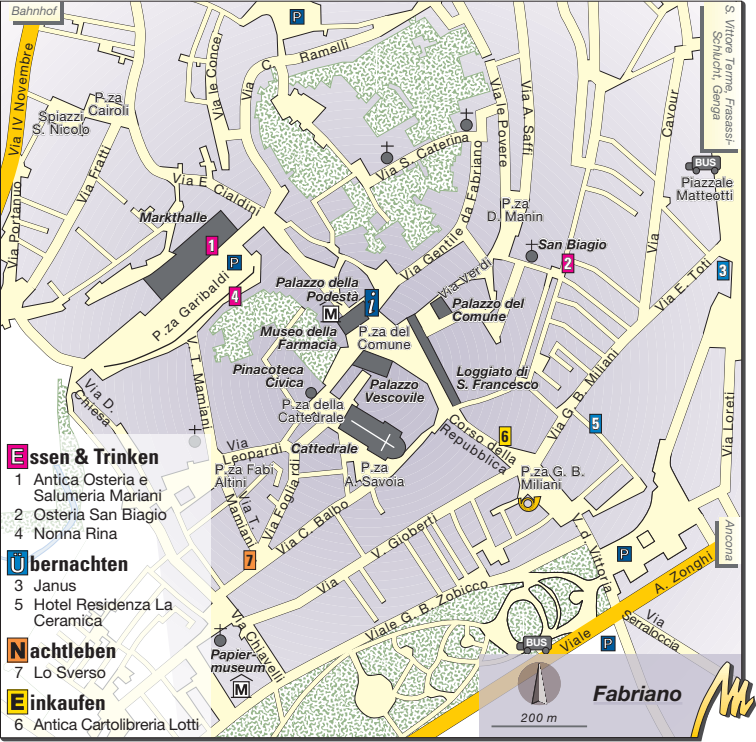 Bahnhof
P
S. Vittore Terme, Frasassi-
Schlucht, Genga
Via IV Novembre
P.za
Cairoli
Spiazzi
S. Nicolo
Via le Conce
Via C. Ramelli
Via Fratti
Via E Cialdini
Via Portanuo
Via S. Caterina
Via le Povere
Via A. Saffi
Via Cavour
BUS
Piazzale
Matteotti
Markthalle
1
P
4
P.za Garibaldi
P.za
D. Manin
San Biagio
2
3
Via Gentile da Fabriano
Via Verdi
Via E. Toti
Palazzo della
Podestà
i
M
Museo della
Farmacia
P.za del
Comune
Palazzo del
Comune
Pinacoteca
Civica
Palazzo
Vescovile
Loggiato di
S. Francesco
P.za della
Cattedrale
Cattedrale
Via D.
Chiesa
V. T. Mamiani
Via
Leopardi
P.za Fabi
Altini
P.za
A. Savoia
Corso della
Repubblica
6
5
Via G. B. Miliani
Via Loreti
P.za G. B.
Miliani
Via T.
Mamiani
Via Fogliardi
Via C. Balbo
7
Via V. Gioberti
V. d. Vittoria
P
Ancona
Viale G. B. Zobicco
Viale A. Zonghi
Via
Serraloccia
BUS
P
Via Chiavelli
Papier-
museum
M
Essen & Trinken
1 Antica Osteria e
Salumeria Mariani
2 Osteria San Biagio
4 Nonna Rina
Übernachten
3 Janus
5 Hotel Residenza La
Ceramica
Nachtleben
7 Lo Sverso
Einkaufen
6 Antica Cartolibreria Lotti
200 m
Fabriano